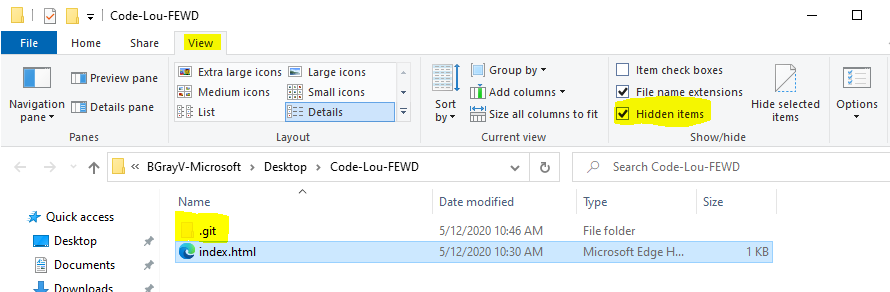 Code-Lou-FEWD
File Home Share View
Navigation pane Preview pane Details pane
Extra large icons Large icons
Medium icons Small icons
List Details
Sort by Group by Add columns Size all columns to fit
Item check boxes
File name extensions
Hidden items
Hide selected items Options
Panes Layout Current view Show/hide
« BGrayV-Microsoft > Desktop > Code-Lou-FEWD Search Code-Lou-FEWD
Name Date modified Type Size
Quick access .git 5/12/2020 10:46 AM File folder
Desktop index.html 5/12/2020 10:30 AM Microsoft Edge H... 1 KB
Documents
Downloads